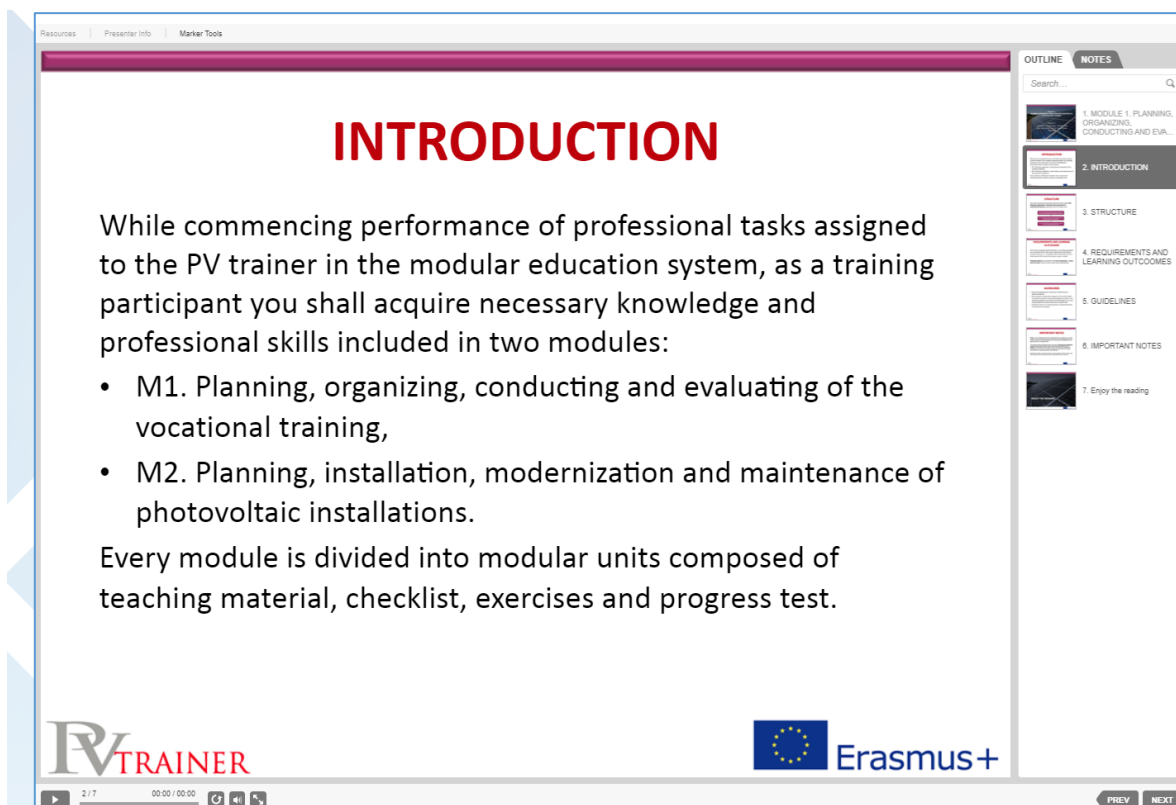 Resources
Presenter Info
Marker Tools
INTRODUCTION
While commencing performance of professional tasks assigned
to the PV trainer in the modular education system, as a training
participant you shall acquire necessary knowledge and
professional skills included in two modules:
• M1. Planning, organizing, conducting and evaluating of the
vocational training,
• M2. Planning, installation, modernization and maintenance of
photovoltaic installations.
Every module is divided into modular units composed of
teaching material, checklist, exercises and progress test.
PVTRAINER
Erasmus+
OUTLINE
NOTES
Search...
1. MODULE 1. PLANNING,
ORGANIZING,
CONDUCTING AND EVA...
2. INTRODUCTION
3. STRUCTURE
4. REQUIREMENTS AND
LEARNING OUTCOOMES
5. GUIDELINES
6. IMPORTANT NOTES
7. Enjoy the reading
2 / 7
00:00 / 00:00
PREV
NEXT